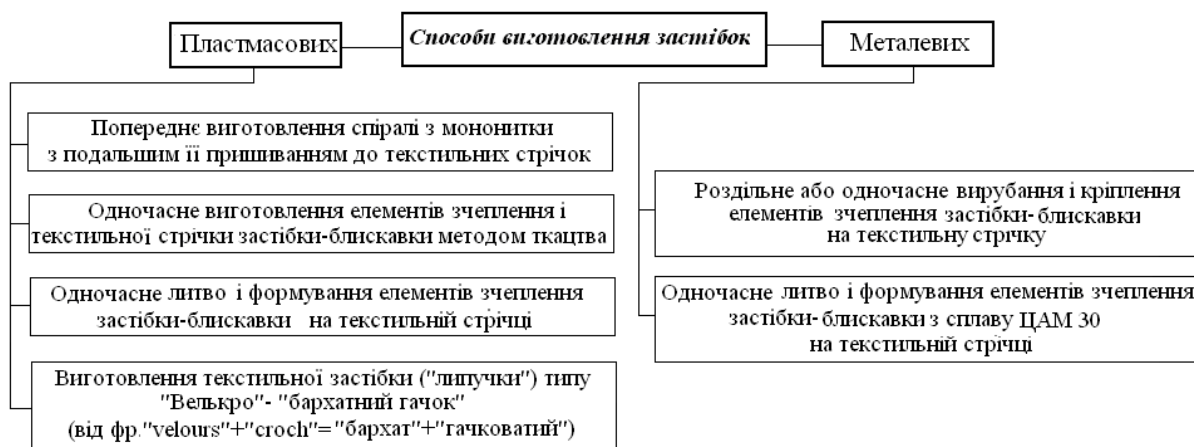 Способи виготовлення застібок
Пластмасових
Металевих
Попереднє виготовлення спіралі з мононитки
з подальшим її пришиванням до текстильних стрічок
Одночасне виготовлення елементів зчеплення і
текстильної стрічки застібки-блискавки методом ткацтва
Одночасне литво і формування елементів зчеплення
застібки-блискавки на текстильній стрічці
Виготовлення текстильної застібки ("липучки") типу
"Велькро"- "бархатний гачок"
(від фр."velours"+"croch"="бархат"+"гачковатий")
Роздільне або одночасне вирубання і кріплення
елементів зчеплення застібки-блискавки
на текстильну стрічку
Одночасне литво і формування елементів зчеплення
застібки-блискавки з сплаву ЦАМ 30
на текстильній стрічці